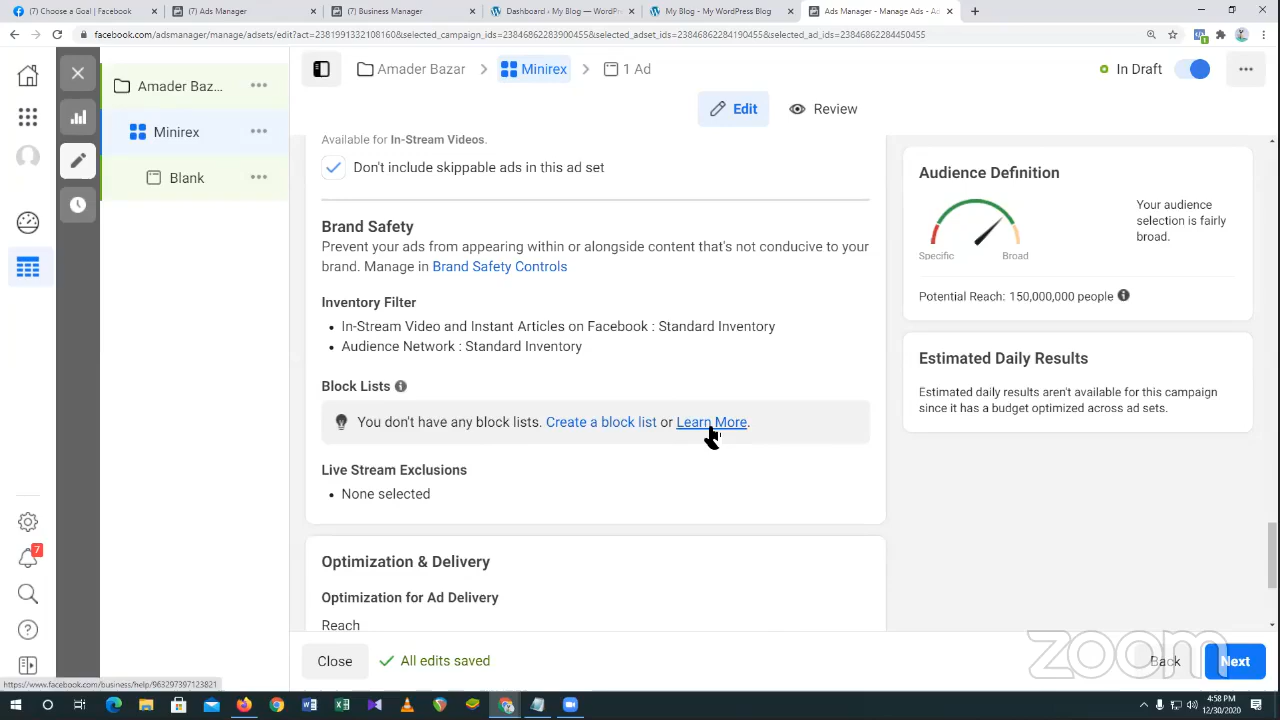 (7) Choose a Goal | Facebook
(7) Ads Manager
(7) Business Manager
Dashboard ‹ My Blog — WordPr
My Blog – My WordPress Blog
Ads Manager - Manage Ads - Ad
facebook.com/adsmanager/manage/adsets/edit?act=238199133210816&selected_campaign_ids=23846862283900455&selected_adset_ids=23846862284190455&selected_ad_ids=23846862284450455
Amader Baz...
Minirex
Blank
Amader Bazar
Minirex
1 Ad
In Draft
Edit
Review
Available for In-Stream Videos.
Don't include skippable ads in this ad set
Brand Safety
Prevent your ads from appearing within or alongside content that's not conducive to your
brand. Manage in Brand Safety Controls
Inventory Filter
• In-Stream Video and Instant Articles on Facebook : Standard Inventory
• Audience Network : Standard Inventory
Block Lists
You don't have any block lists. Create a block list or Learn More.
Live Stream Exclusions
• None selected
Optimization & Delivery
Optimization for Ad Delivery
Reach
Audience Definition
Your audience
selection is fairly
broad.
Specific
Broad
Potential Reach: 150,000,000 people
Estimated Daily Results
Estimated daily results aren't available for this campaign
since it has a budget optimized across ad sets.
7
Close
All edits saved
Back
Next
zoom
https://www.facebook.com/business/help/963297397123821
4:58 PM
12/30/2020